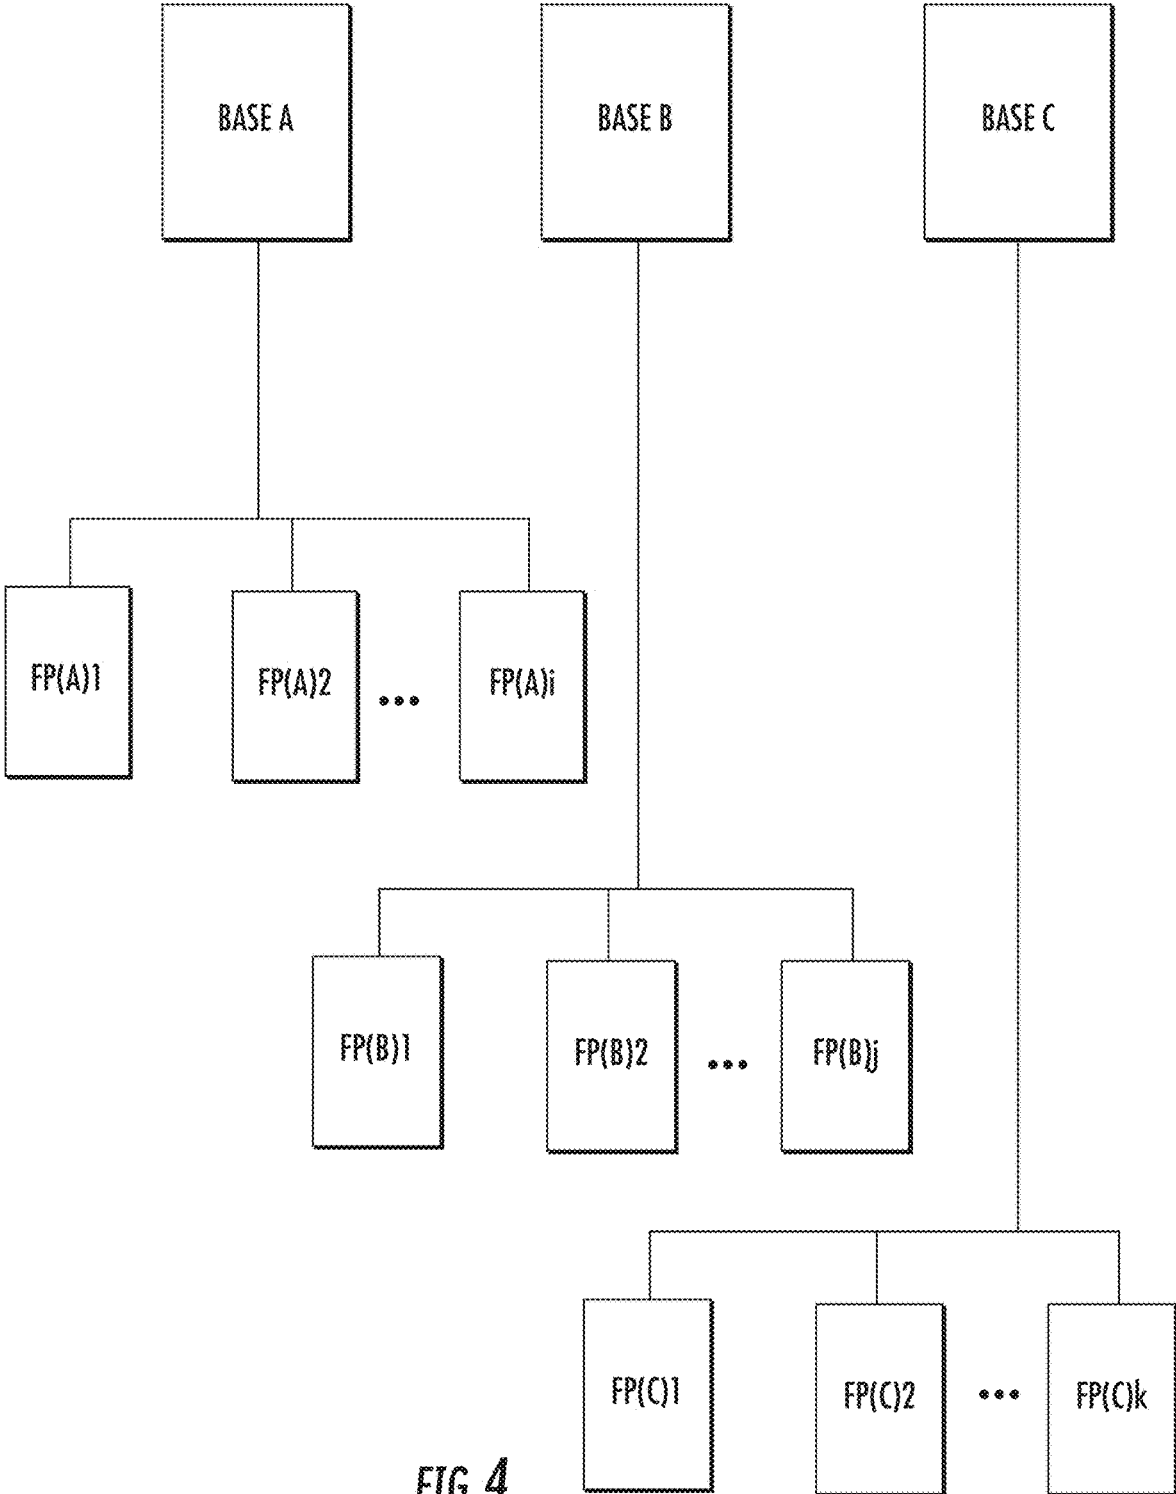 BASE A
BASE B
BASE C
FP(A)1
FP(A)2
•••
FP(A)i
FP(B)1
FP(B)2
•••
FP(B)j
FP(C)1
FP(C)2
•••
FP(C)k
FIG. 4